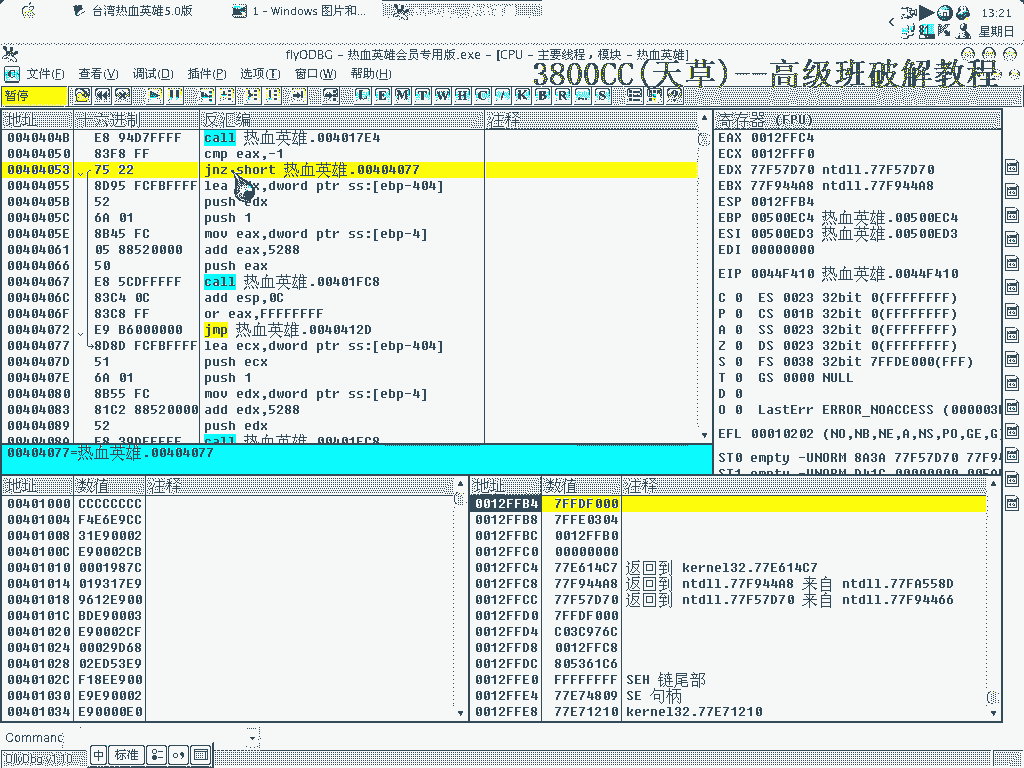 台湾热血英雄5.0版
1 - Windows 图片和...
13:21
星期日
flyODBG - 热血英雄会员专用版.exe - [CPU - 主要线程, 模块 - 热血英雄]
文件(F) 查看(V) 调试(D) 插件(P) 选项(T) 窗口(W) 帮助(H)
3800CC(天草)--高级班破解教程
暂停
L E M T W H C / K B R ... S
地址 十六进制 反汇编 注释
0040404B E8 94D7FFFF call 热血英雄.004017E4
00404050 83F8 FF cmp eax,-1
00404053 75 22 jnz short 热血英雄.00404077
00404055 8D95 FCFBFFFF lea ,dword ptr ss:[ebp-404]
0040405B 52 push edx
0040405C 6A 01 push 1
0040405E 8B45 FC mov eax,dword ptr ss:[ebp-4]
00404061 05 88520000 add eax,5288
00404066 50 push eax
00404067 E8 5CDFFFFF call 热血英雄.00401FC8
0040406C 83C4 0C add esp,0C
0040406F 83C8 FF or eax,FFFFFFFF
00404072 E9 B6000000 jmp 热血英雄.0040412D
00404077 8D8D FCFBFFFF lea ecx,dword ptr ss:[ebp-404]
0040407D 51 push ecx
0040407E 6A 01 push 1
00404080 8B55 FC mov edx,dword ptr ss:[ebp-4]
00404083 81C2 88520000 add edx,5288
00404089 52 push edx
0040408A E8 39DFFFFF call 热血英雄.00401FC8
00404077=热血英雄.00404077
寄存器 (FPU)
EAX 0012FFC4
ECX 0012FFF0
EDX 77F57D70 ntdll.77F57D70
EBX 77F944A8 ntdll.77F944A8
ESP 0012FFB4
EBP 00500EC4 热血英雄.00500EC4
ESI 00500ED3 热血英雄.00500ED3
EDI 00000000
EIP 0044F410 热血英雄.0044F410
C 0 ES 0023 32bit 0(FFFFFFFF)
P 0 CS 001B 32bit 0(FFFFFFFF)
A 0 SS 0023 32bit 0(FFFFFFFF)
Z 0 DS 0023 32bit 0(FFFFFFFF)
S 0 FS 0038 32bit 7FFDE000(FFF)
T 0 GS 0000 NULL
D 0
O 0 LastErr ERROR_NOACCESS (000003
EFL 00010202 (NO,NB,NE,A,NS,PO,GE,G
ST0 empty -UNORM 8A3A 77F57D70 77F9
ST1 empty -UNORM D41C 00000000
地址 数值 注释
00401000 CCCCCCCC
00401004 F4E6E9CC
00401008 31E90002
0040100C E90002CB
00401010 0001987C
00401014 019317E9
00401018 9612E900
0040101C BDE90003
00401020 E90002CF
00401024 00029D68
00401028 02ED53E9
0040102C F18EE900
00401030 E9E90002
00401034 E90000E0
地址 数值 注释
0012FFB4 7FFDF000
0012FFB8 7FFE0304
0012FFBC 0012FFB0
0012FFC0 00000000
0012FFC4 77E614C7 返回到 kernel32.77E614C7
0012FFC8 77F944A8 返回到 ntdll.77F944A8 来自 ntdll.77FA558D
0012FFCC 77F57D70 返回到 ntdll.77F57D70 来自 ntdll.77F94466
0012FFD0 7FFDF000
0012FFD4 C03C976C
0012FFD8 0012FFC8
0012FFDC 805361C6
0012FFE0 FFFFFFFF SEH 链尾部
0012FFE4 77E74809 SE 句柄
0012FFE8 77E71210 kernel32.77E71210
Command
中 标准